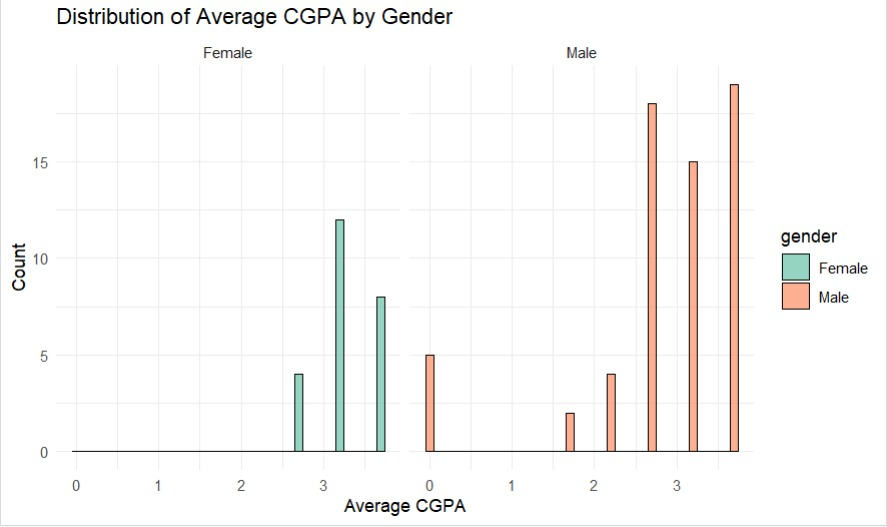 Distribution of Average CGPA by Gender
Female
Male
Count
15
10
5
0
0 1 2 3
0 1 2 3
Average CGPA
gender
Female
Male